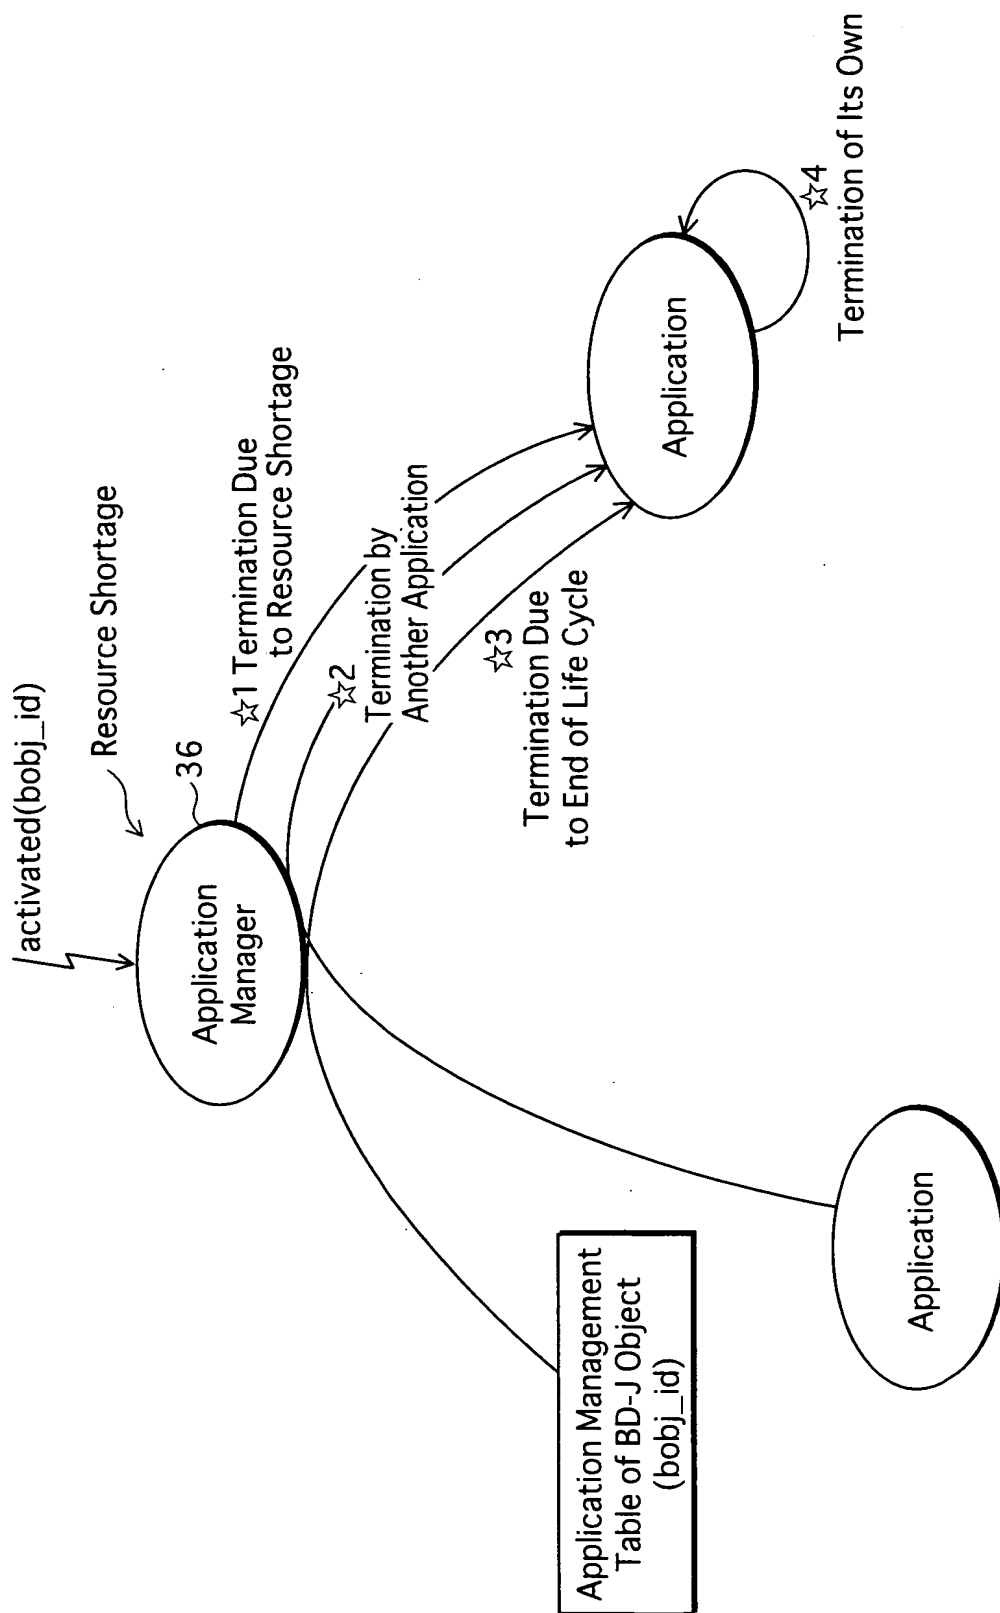 activated(bobj_id)
Resource Shortage
36
Application
Manager
☆1 Termination Due
to Resource Shortage
☆2
Termination by
Another Application
☆3
Termination Due
to End of Life Cycle
Application
☆4
Termination of Its Own
Application Management
Table of BD-J Object
(bobj_id)
Application